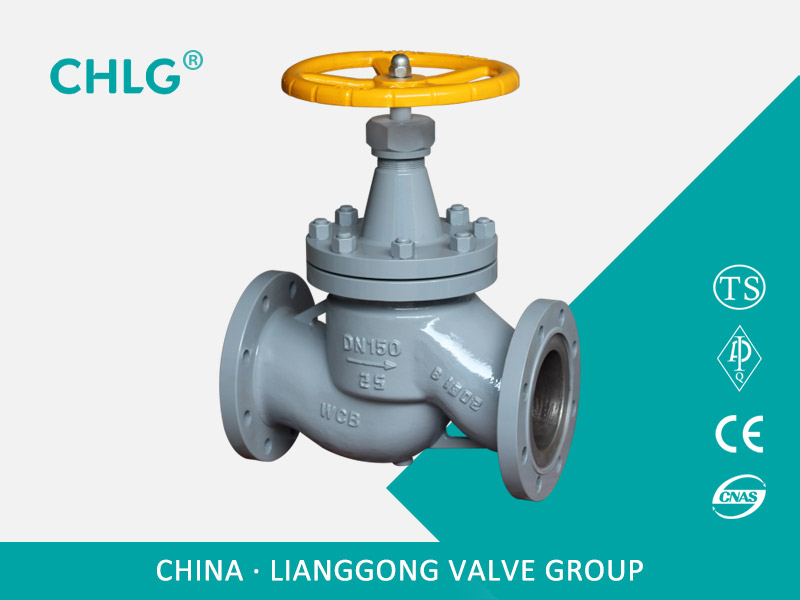 CHLG®
DN150
25
WCB
TS
CE
CNAS
CHINA · LIANGGONG VALVE GROUP